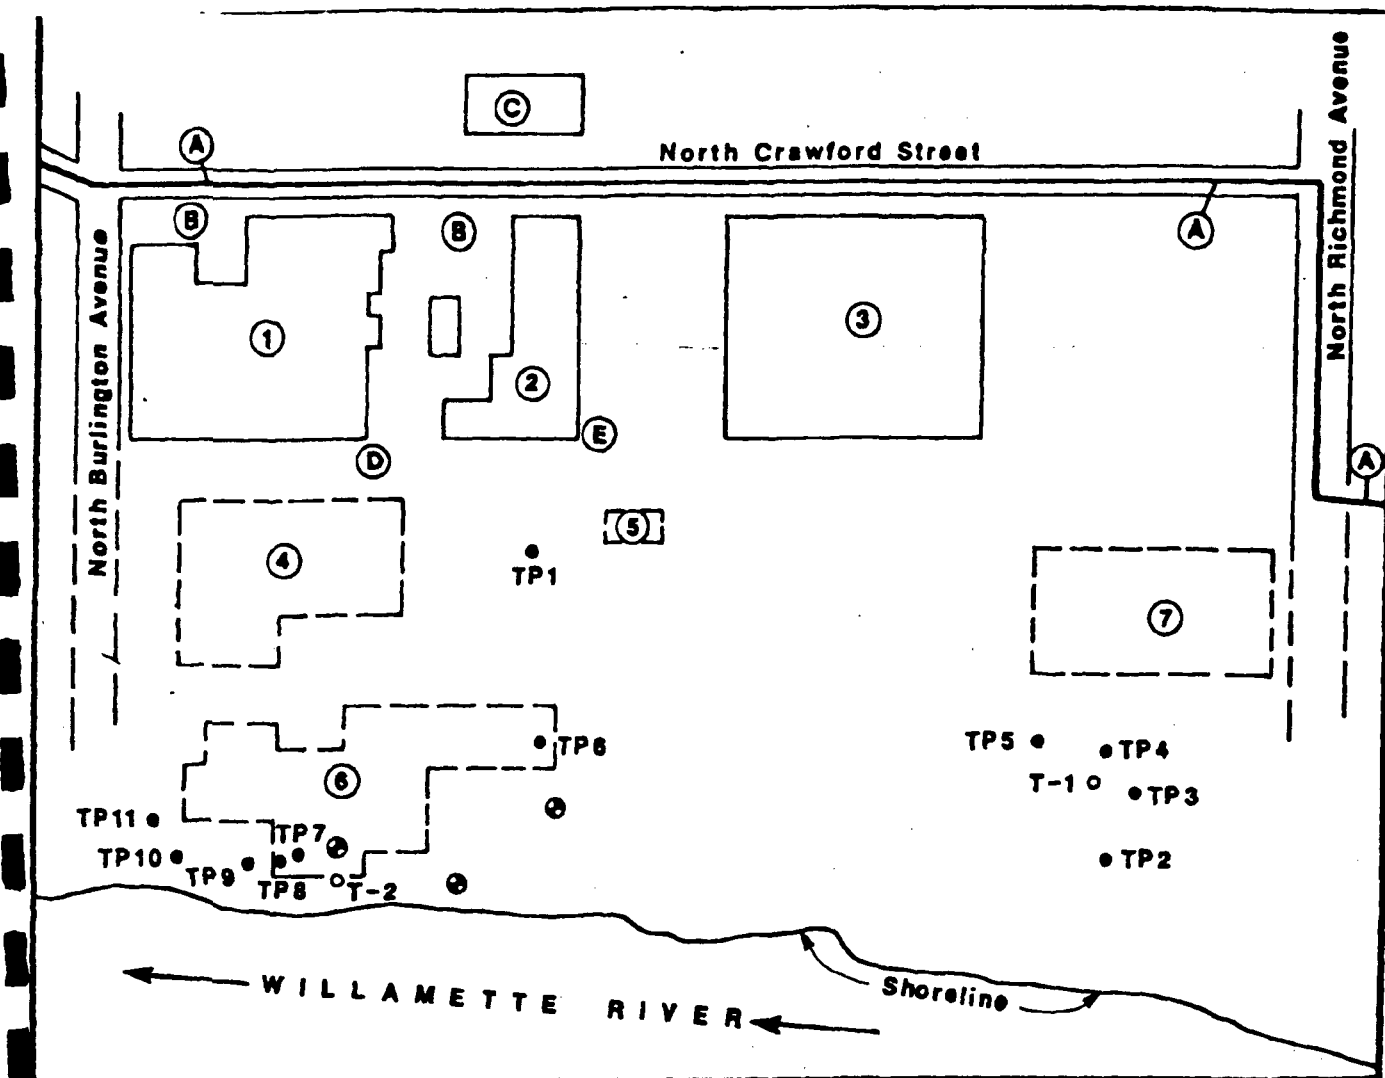 C
A
North Crawford Street
North Richmond Avenue
B
B
A
North Burlington Avenue
1
2
3
E
D
A
4
5
TP1
7
TP6
TP5
TP4
6
T-1
TP3
TP11
TP7
TP10
TP9
TP8
T-2
TP2
WILLAMETTE RIVER
Shoreline